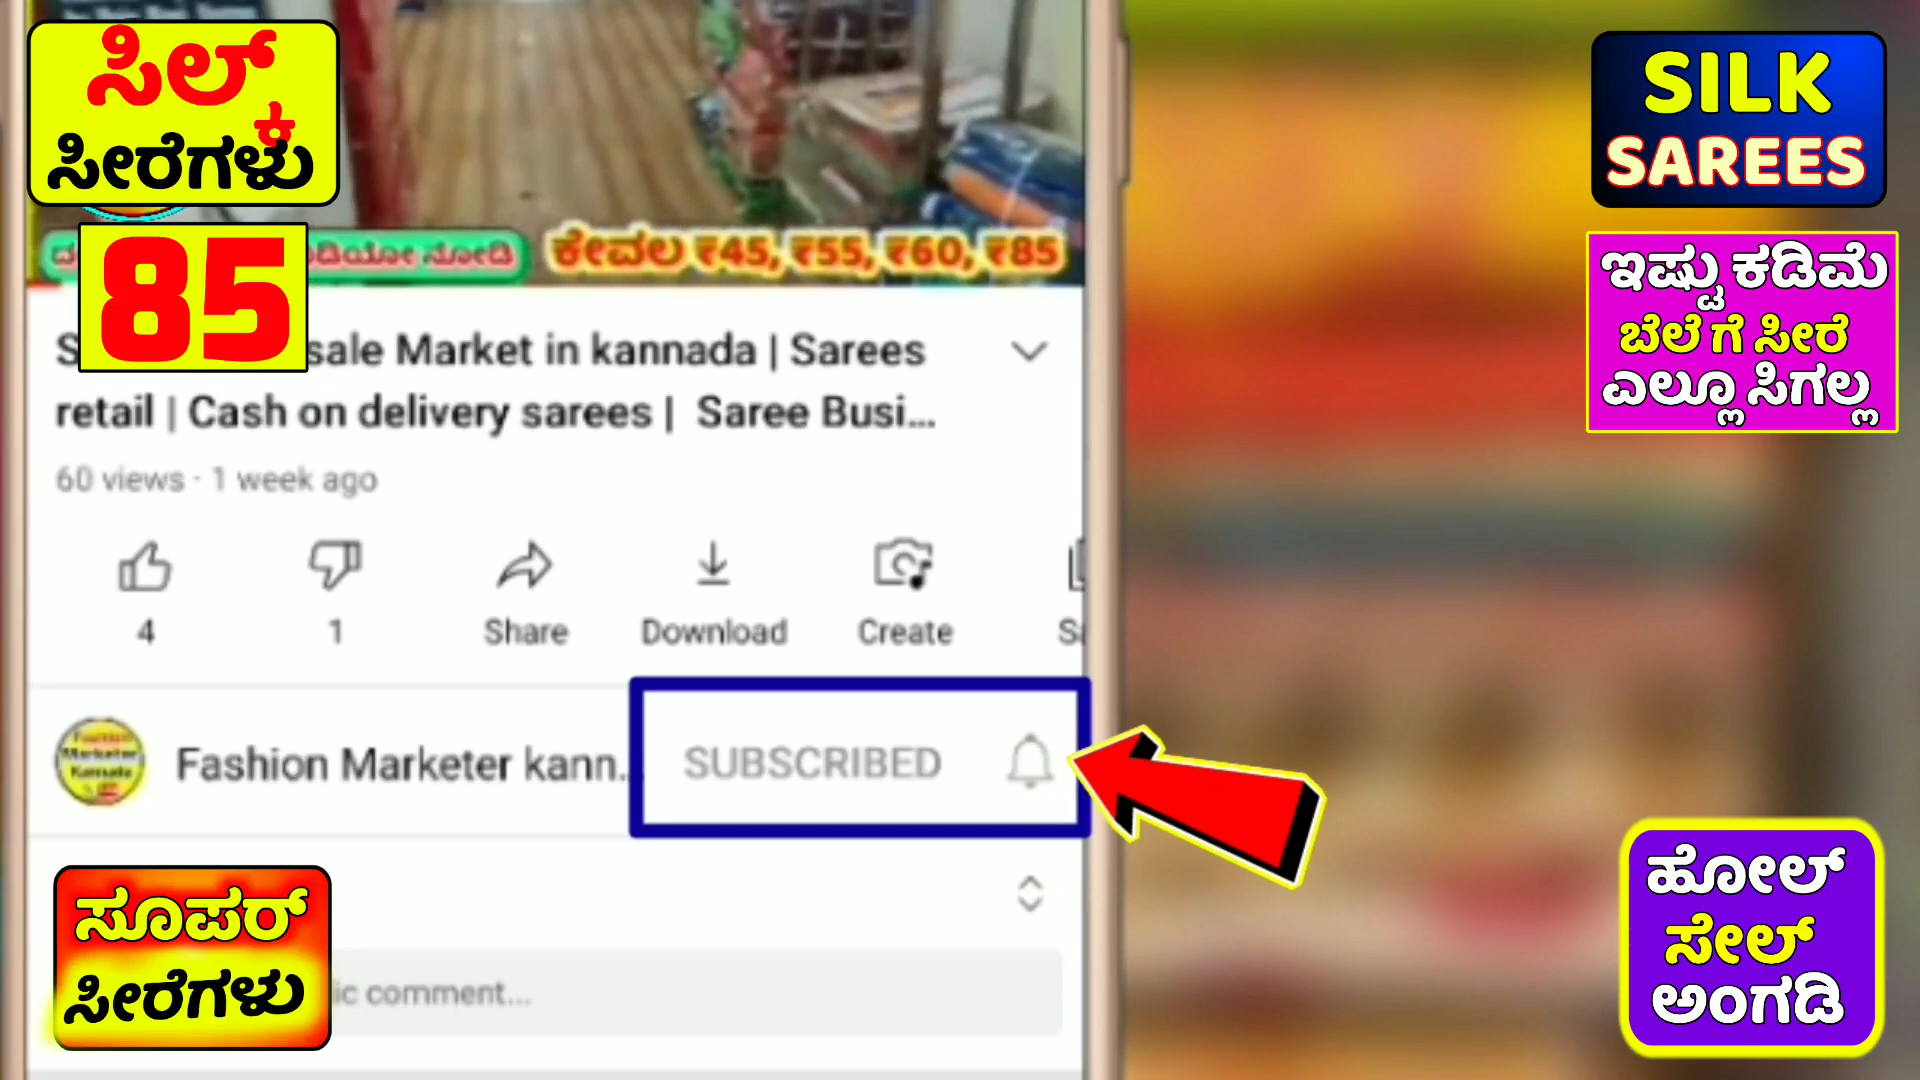 ಸಿಲ್ಕ್
ಸೀರೆಗಳು
SILK
SAREES
85
ಡಿಯೋ ನೋಡಿ
ಕೇವಲ ₹45, ₹55, ₹60, ₹85
ಇಷ್ಟು ಕಡಿಮೆ
ಬೆಲೆ ಗೆ ಸೀರೆ
ಎಲ್ಲೂ ಸಿಗಲ್ಲ
sale Market in kannada | Sarees
retail | Cash on delivery sarees | Saree Busi...
60 views · 1 week ago
4
1
Share
Download
Create
Fashion Marketer kann...
SUBSCRIBED
ಸೂಪರ್
ಸೀರೆಗಳು
ic comment...
ಹೋಲ್
ಸೇಲ್
ಅಂಗಡಿ